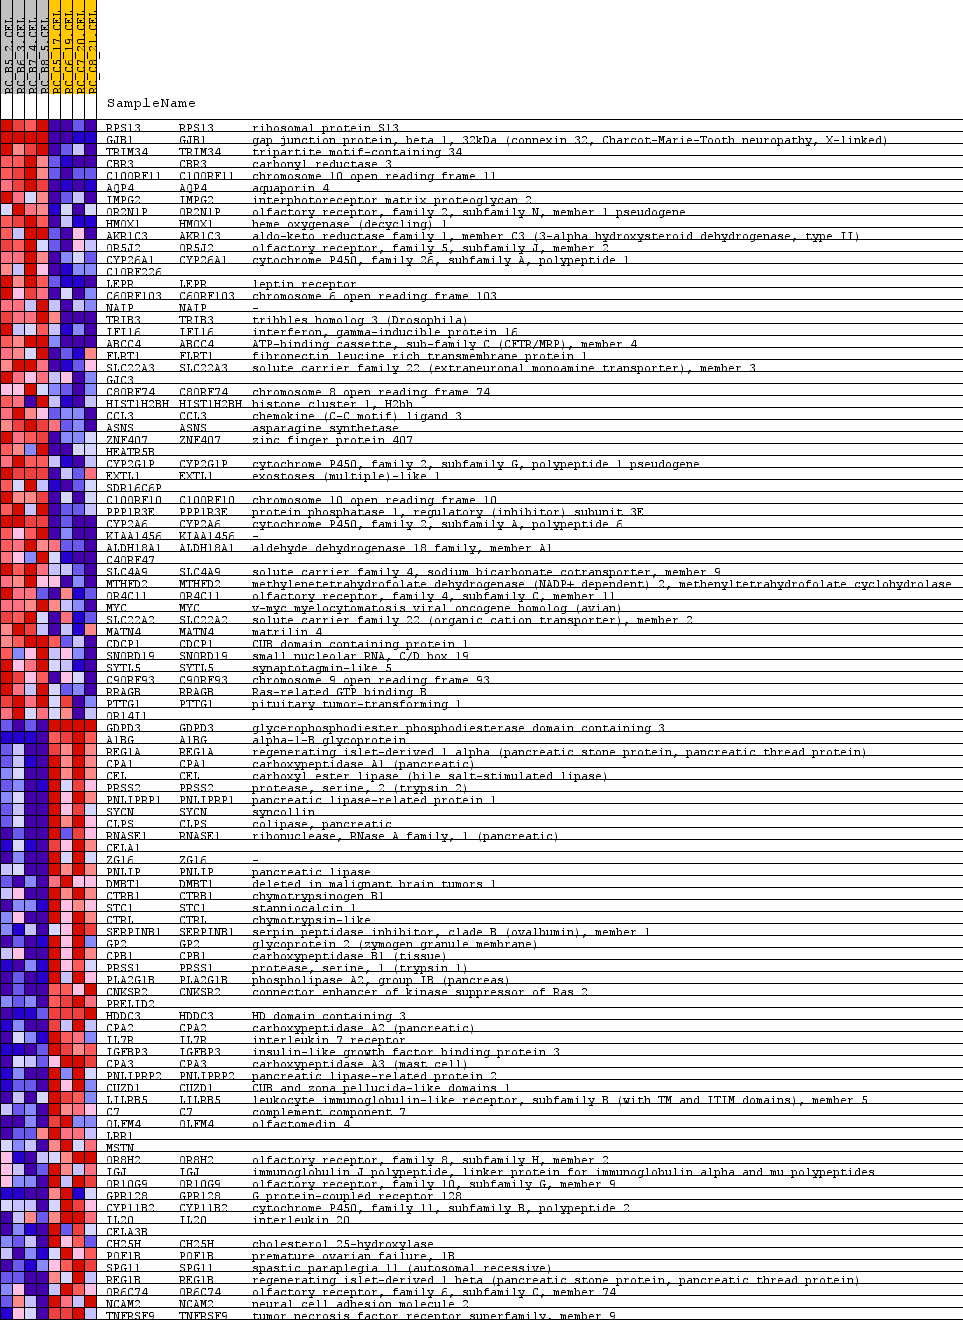 RC_B5_2.CEL
RC_B6_3.CEL
RC_B7_4.CEL
RC_B8_5.CEL
RC_C5_17.CEL
RC_C6_19.CEL
RC_C7_20.CEL
RC_C8_21.CEL
SampleName
RPS13 RPS13 ribosomal protein S13
GJB1 GJB1 gap junction protein, beta 1, 32kDa (connexin 32, Charcot-Marie-Tooth neuropathy, X-linked)
TRIM34 TRIM34 tripartite motif-containing 34
CBR3 CBR3 carbonyl reductase 3
C10ORF11 C10ORF11 chromosome 10 open reading frame 11
AQP4 AQP4 aquaporin 4
IMPG2 IMPG2 interphotoreceptor matrix proteoglycan 2
OR2N1P OR2N1P olfactory receptor, family 2, subfamily N, member 1 pseudogene
HMOX1 HMOX1 heme oxygenase (decycling) 1
AKR1C3 AKR1C3 aldo-keto reductase family 1, member C3 (3-alpha hydroxysteroid dehydrogenase, type II)
OR5J2 OR5J2 olfactory receptor, family 5, subfamily J, member 2
CYP26A1 CYP26A1 cytochrome P450, family 26, subfamily A, polypeptide 1
C1ORF226
LEPR LEPR leptin receptor
C6ORF103 C6ORF103 chromosome 6 open reading frame 103
NAIP NAIP -
TRIB3 TRIB3 tribbles homolog 3 (Drosophila)
IFI16 IFI16 interferon, gamma-inducible protein 16
ABCC4 ABCC4 ATP-binding cassette, sub-family C (CFTR/MRP), member 4
FLRT1 FLRT1 fibronectin leucine rich transmembrane protein 1
SLC22A3 SLC22A3 solute carrier family 22 (extraneuronal monoamine transporter), member 3
GJC3
C8ORF74 C8ORF74 chromosome 8 open reading frame 74
HIST1H2BH HIST1H2BH histone cluster 1, H2bh
CCL3 CCL3 chemokine (C-C motif) ligand 3
ASNS ASNS asparagine synthetase
ZNF407 ZNF407 zinc finger protein 407
HEATR5B
CYP2G1P CYP2G1P cytochrome P450, family 2, subfamily G, polypeptide 1 pseudogene
EXTL1 EXTL1 exostoses (multiple)-like 1
SDR16C6P
C10ORF10 C10ORF10 chromosome 10 open reading frame 10
PPP1R3E PPP1R3E protein phosphatase 1, regulatory (inhibitor) subunit 3E
CYP2A6 CYP2A6 cytochrome P450, family 2, subfamily A, polypeptide 6
KIAA1456 KIAA1456 -
ALDH18A1 ALDH18A1 aldehyde dehydrogenase 18 family, member A1
C4ORF47
SLC4A9 SLC4A9 solute carrier family 4, sodium bicarbonate cotransporter, member 9
MTHFD2 MTHFD2 methylenetetrahydrofolate dehydrogenase (NADP+ dependent) 2, methenyltetrahydrofolate cyclohydrolase
OR4C11 OR4C11 olfactory receptor, family 4, subfamily C, member 11
MYC MYC v-myc myelocytomatosis viral oncogene homolog (avian)
SLC22A2 SLC22A2 solute carrier family 22 (organic cation transporter), member 2
MATN4 MATN4 matrilin 4
CDCP1 CDCP1 CUB domain containing protein 1
SNORD19 SNORD19 small nucleolar RNA, C/D box 19
SYTL5 SYTL5 synaptotagmin-like 5
C9ORF93 C9ORF93 chromosome 9 open reading frame 93
RRAGB RRAGB Ras-related GTP binding B
PTTG1 PTTG1 pituitary tumor-transforming 1
OR14I1
GDPD3 GDPD3 glycerophosphodiester phosphodiesterase domain containing 3
A1BG A1BG alpha-1-B glycoprotein
REG1A REG1A regenerating islet-derived 1 alpha (pancreatic stone protein, pancreatic thread protein)
CPA1 CPA1 carboxypeptidase A1 (pancreatic)
CEL CEL carboxyl ester lipase (bile salt-stimulated lipase)
PRSS2 PRSS2 protease, serine, 2 (trypsin 2)
PNLIPRP1 PNLIPRP1 pancreatic lipase-related protein 1
SYCN SYCN syncollin
CLPS CLPS colipase, pancreatic
RNASE1 RNASE1 ribonuclease, RNase A family, 1 (pancreatic)
CELA1
ZG16 ZG16 -
PNLIP PNLIP pancreatic lipase
DMBT1 DMBT1 deleted in malignant brain tumors 1
CTRB1 CTRB1 chymotrypsinogen B1
STC1 STC1 stanniocalcin 1
CTRL CTRL chymotrypsin-like
SERPINB1 SERPINB1 serpin peptidase inhibitor, clade B (ovalbumin), member 1
GP2 GP2 glycoprotein 2 (zymogen granule membrane)
CPB1 CPB1 carboxypeptidase B1 (tissue)
PRSS1 PRSS1 protease, serine, 1 (trypsin 1)
PLA2G1B PLA2G1B phospholipase A2, group IB (pancreas)
CNKSR2 CNKSR2 connector enhancer of kinase suppressor of Ras 2
PRELID2
HDDC3 HDDC3 HD domain containing 3
CPA2 CPA2 carboxypeptidase A2 (pancreatic)
IL7R IL7R interleukin 7 receptor
IGFBP3 IGFBP3 insulin-like growth factor binding protein 3
CPA3 CPA3 carboxypeptidase A3 (mast cell)
PNLIPRP2 PNLIPRP2 pancreatic lipase-related protein 2
CUZD1 CUZD1 CUB and zona pellucida-like domains 1
LILRB5 LILRB5 leukocyte immunoglobulin-like receptor, subfamily B (with TM and ITIM domains), member 5
C7 C7 complement component 7
OLFM4 OLFM4 olfactomedin 4
LRR1
MSTN
OR8H2 OR8H2 olfactory receptor, family 8, subfamily H, member 2
IGJ IGJ immunoglobulin J polypeptide, linker protein for immunoglobulin alpha and mu polypeptides
OR10G9 OR10G9 olfactory receptor, family 10, subfamily G, member 9
GPR128 GPR128 G protein-coupled receptor 128
CYP11B2 CYP11B2 cytochrome P450, family 11, subfamily B, polypeptide 2
IL20 IL20 interleukin 20
CELA3B
CH25H CH25H cholesterol 25-hydroxylase
POF1B POF1B premature ovarian failure, 1B
SPG11 SPG11 spastic paraplegia 11 (autosomal recessive)
REG1B REG1B regenerating islet-derived 1 beta (pancreatic stone protein, pancreatic thread protein)
OR6C74 OR6C74 olfactory receptor, family 6, subfamily C, member 74
NCAM2 NCAM2 neural cell adhesion molecule 2
TNFRSF9 TNFRSF9 tumor necrosis factor receptor superfamily, member 9